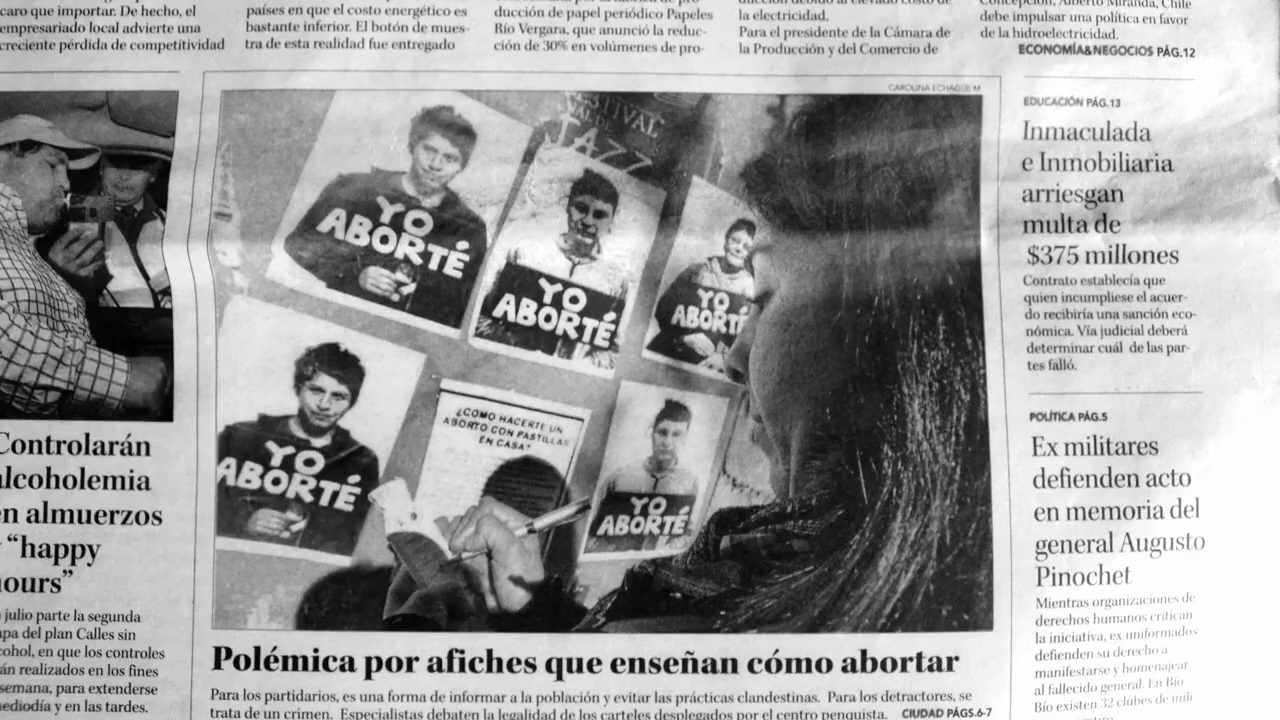 caro que importar. De hecho, el
empresariado local advierte una
creciente pérdida de competitividad
países en que el costo energético es
bastante inferior. El botón de mues-
tra de esta realidad fue entregado
ducción de papel periódico Papeles
Río Vergara, que anunció la reduc-
ción de 30% en volúmenes de pro-
la electricidad.
Para el presidente de la Cámara de
la Producción y del Comercio de
Concepción, Alberto Miranda, Chile
debe impulsar una política en favor
de la hidroelectricidad.
ECONOMÍA&NEGOCIOS PÁG.12
CAROLINA ECHAGÜE M.
FESTIVAL
JAZZ
YO
ABORTÉ
YO
ABORTÉ
YO
ABORTÉ
YO
ABORTÉ
¿COMO HACERTE UN
ABORTO CON PASTILLAS
EN CASA?
YO
ABORTÉ
Polémica por afiches que enseñan cómo abortar
Para los partidarios, es una forma de informar a la población y evitar las prácticas clandestinas. Para los detractores, se
trata de un crimen. Especialistas debaten la legalidad de los carteles desplegados por el centro penquista. CIUDAD PÁGS.6-7
Controlarán
alcoholemia
en almuerzos
"happy
hours"
julio parte la segunda
apa del plan Calles sin
cohol, en que los controles
án realizados en los fines
semana, para extenderse
mediodía y en las tardes.
EDUCACIÓN PÁG.13
Inmaculada
e Inmobiliaria
arriesgan
multa de
$375 millones
Contrato establecía que
quien incumpliese el acuer-
do recibiría una sanción eco-
nómica. Vía judicial deberá
determinar cuál de las par-
tes falló.
POLÍTICA PÁG.5
Ex militares
defienden acto
en memoria del
general Augusto
Pinochet
Mientras organizaciones de
derechos humanos critican
la iniciativa, ex uniformados
defienden su derecho a
manifestarse y homenajear
al fallecido general. En Bío
Bío existen 32 clubes de mili